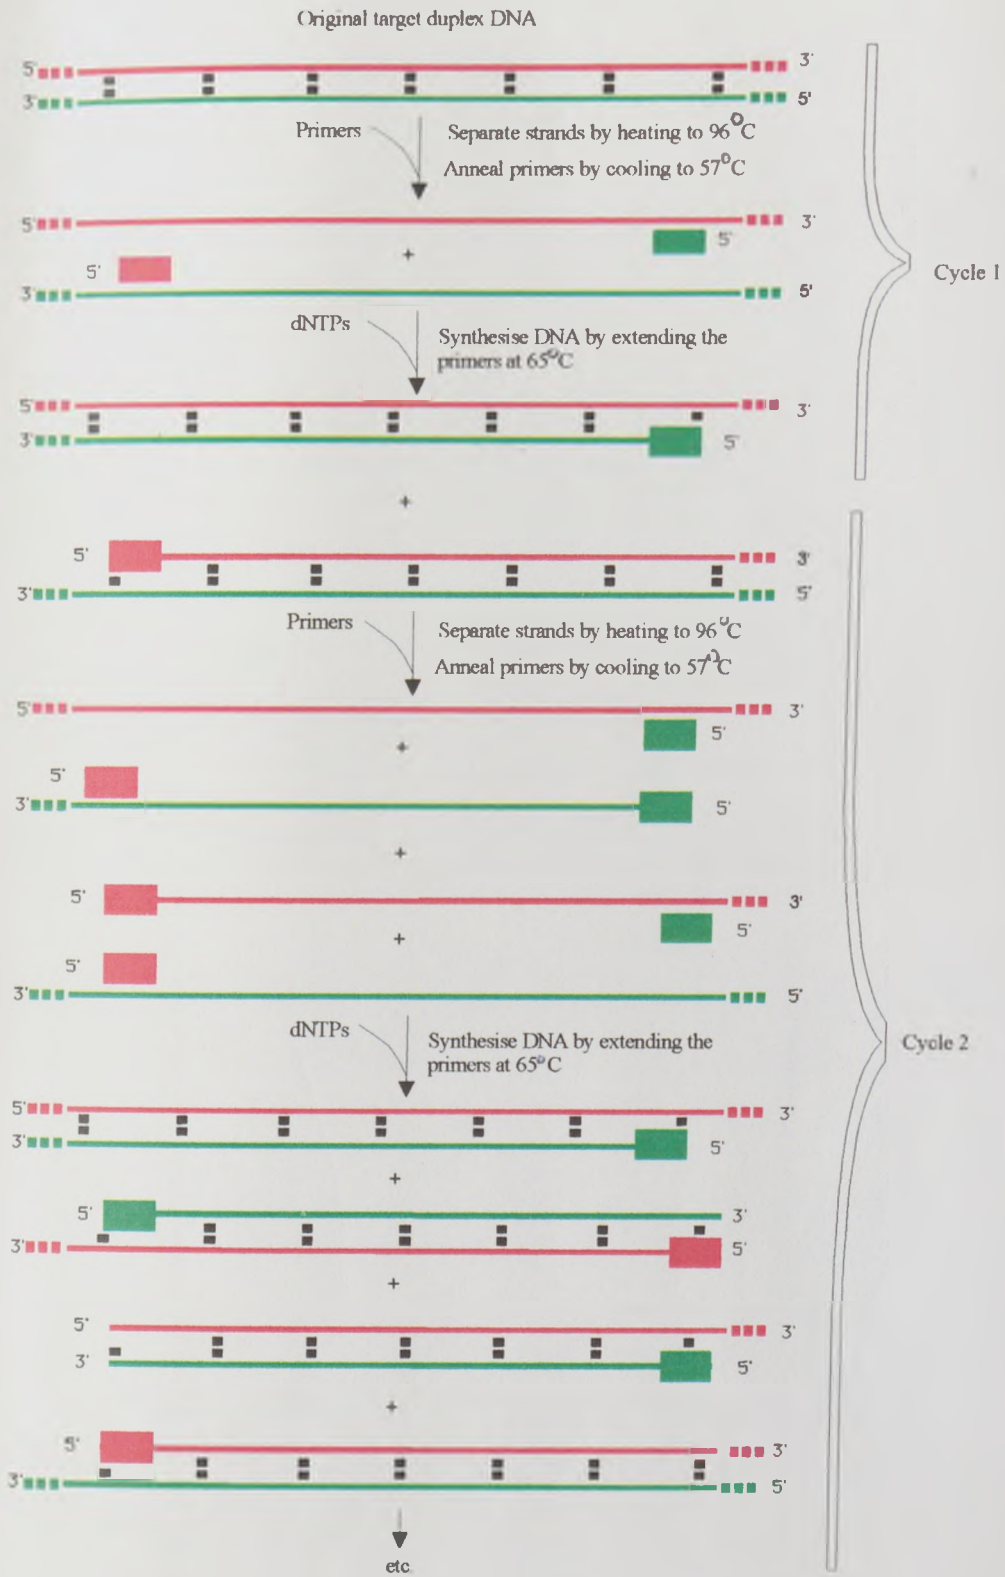 Original target duplex DNA
5' 3'
3' 5'
Primers
Separate strands by heating to 96°C
Anneal primers by cooling to 57°C
5' 3'
5'
5'
3' 5'
+
Cycle 1
dNTPs
Synthesise DNA by extending the
primers at 65°C
5' 3'
3' 5'
+
5' 3'
3' 5'
Primers
Separate strands by heating to 96°C
Anneal primers by cooling to 57°C
5' 3'
5'
+
5'
3' 5'
+
5' 3'
+
5'
5'
3' 5'
dNTPs
Synthesise DNA by extending the
primers at 65°C
Cycle 2
5' 3'
3' 5'
+
5' 3'
3' 5'
+
5' 3'
3' 5'
+
5' 3'
3' 5'
etc.